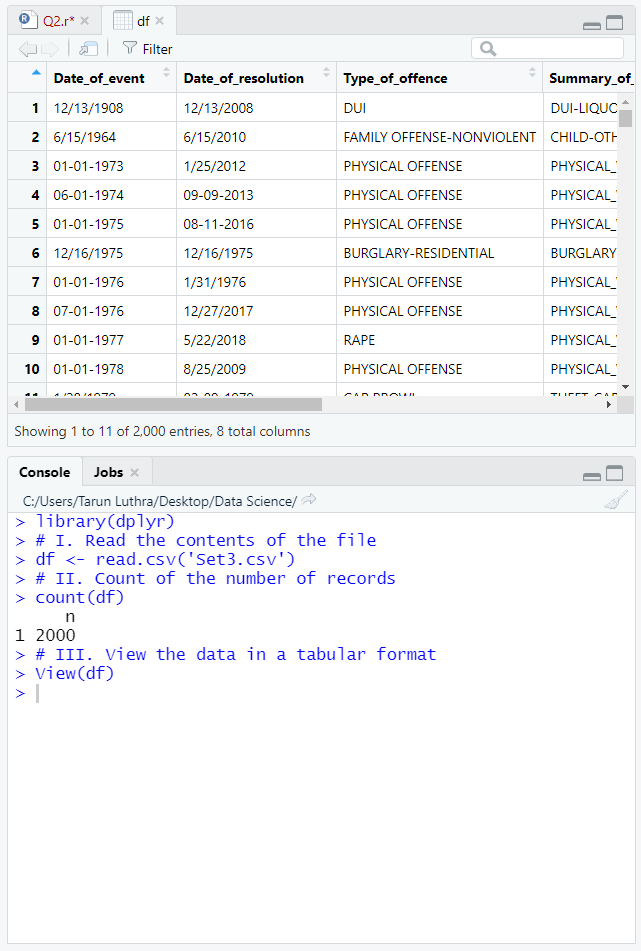 Q2.r* df
Filter
Date_of_event Date_of_resolution Type_of_offence Summary_of_
1 12/13/1908 12/13/2008 DUI DUI-LIQUO
2 6/15/1964 6/15/2010 FAMILY OFFENSE-NONVIOLENT CHILD-OTH
3 01-01-1973 1/25/2012 PHYSICAL OFFENSE PHYSICAL_
4 06-01-1974 09-09-2013 PHYSICAL OFFENSE PHYSICAL_
5 01-01-1975 08-11-2016 PHYSICAL OFFENSE PHYSICAL_
6 12/16/1975 12/16/1975 BURGLARY-RESIDENTIAL BURGLARY
7 01-01-1976 1/31/1976 PHYSICAL OFFENSE PHYSICAL_
8 07-01-1976 12/27/2017 PHYSICAL OFFENSE PHYSICAL_
9 01-01-1977 5/22/2018 RAPE PHYSICAL_
10 01-01-1978 8/25/2009 PHYSICAL OFFENSE PHYSICAL_
Showing 1 to 11 of 2,000 entries, 8 total columns
Console Jobs
C:/Users/Tarun Luthra/Desktop/Data Science/
> library(dplyr)
> # I. Read the contents of the file
> df <- read.csv('Set3.csv')
> # II. Count of the number of records
> count(df)
n
1 2000
> # III. View the data in a tabular format
> View(df)
>